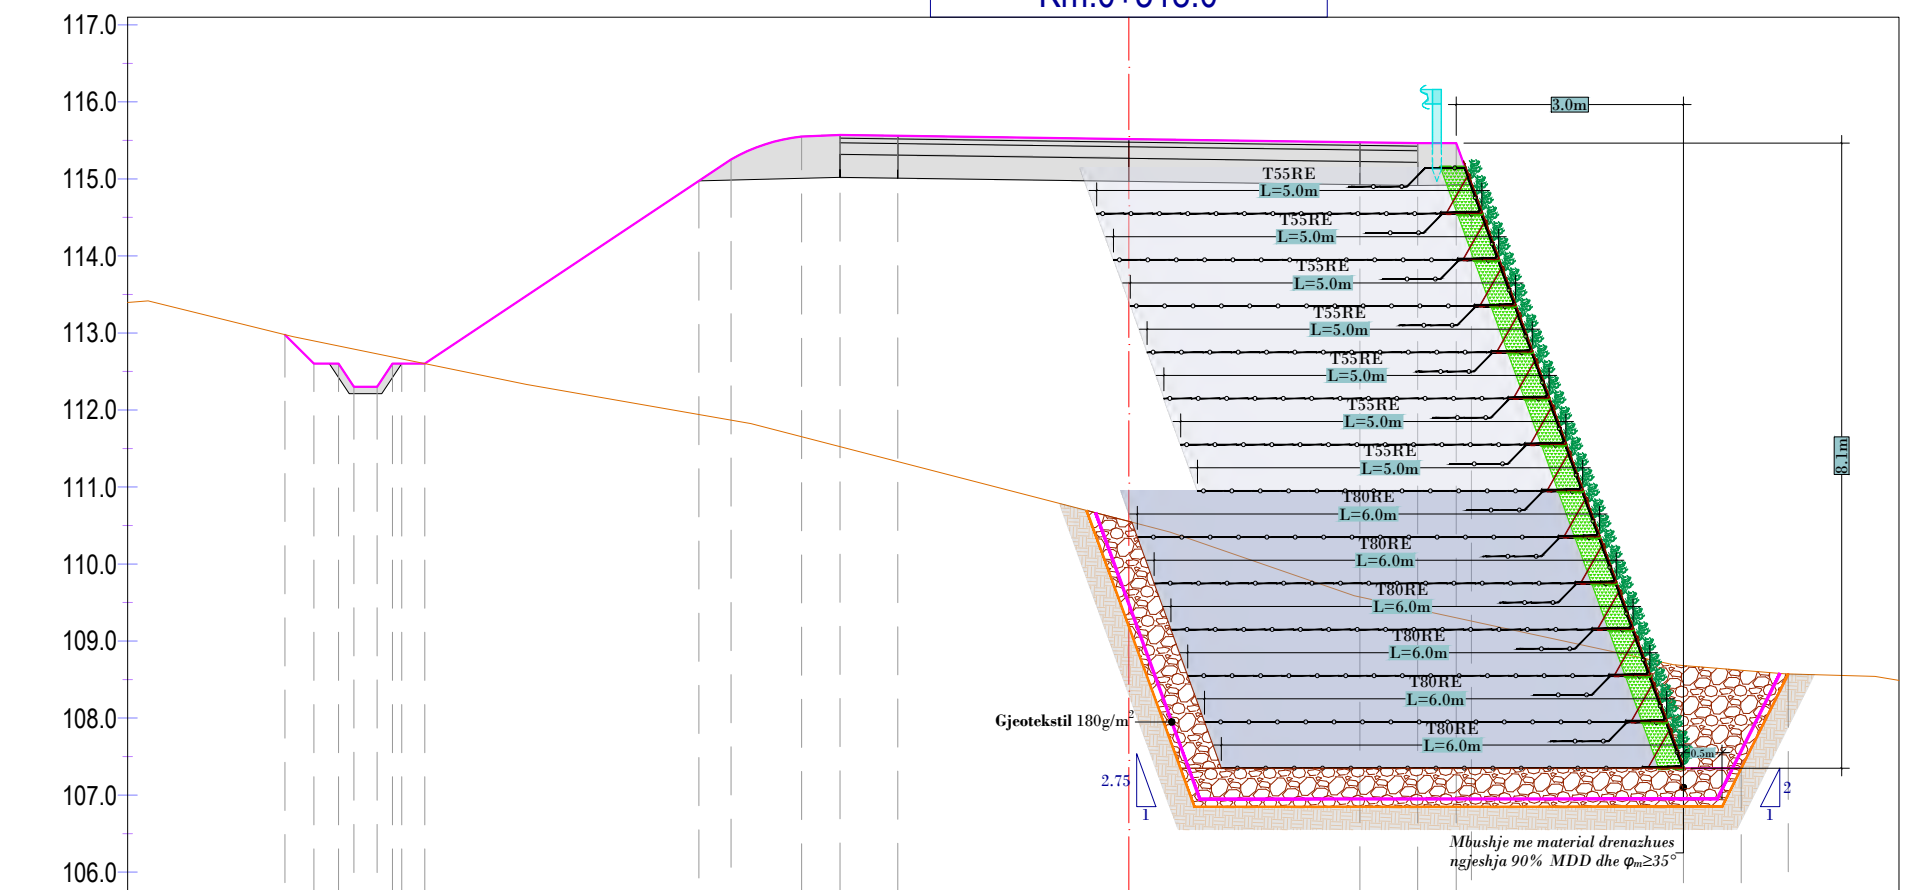 117.0
116.0
3.0m
115.0
T55RE
L=5.0m
T55RE
L=5.0m
114.0
T55RE
L=5.0m
113.0
T55RE
L=5.0m
T55RE
L=5.0m
112.0
T55RE
L=5.0m
8.1m
T55RE
L=5.0m
111.0
T80RE
L=6.0m
110.0
T80RE
L=6.0m
T80RE
L=6.0m
109.0
T80RE
L=6.0m
T80RE
L=6.0m
108.0
Gjeotekstil 180g/m²
T80RE
L=6.0m
0.5m
107.0
2.75
1
2
1
Mbushje me material drenazhues
ngjeshja 90% MDD dhe φm≥35°
106.0